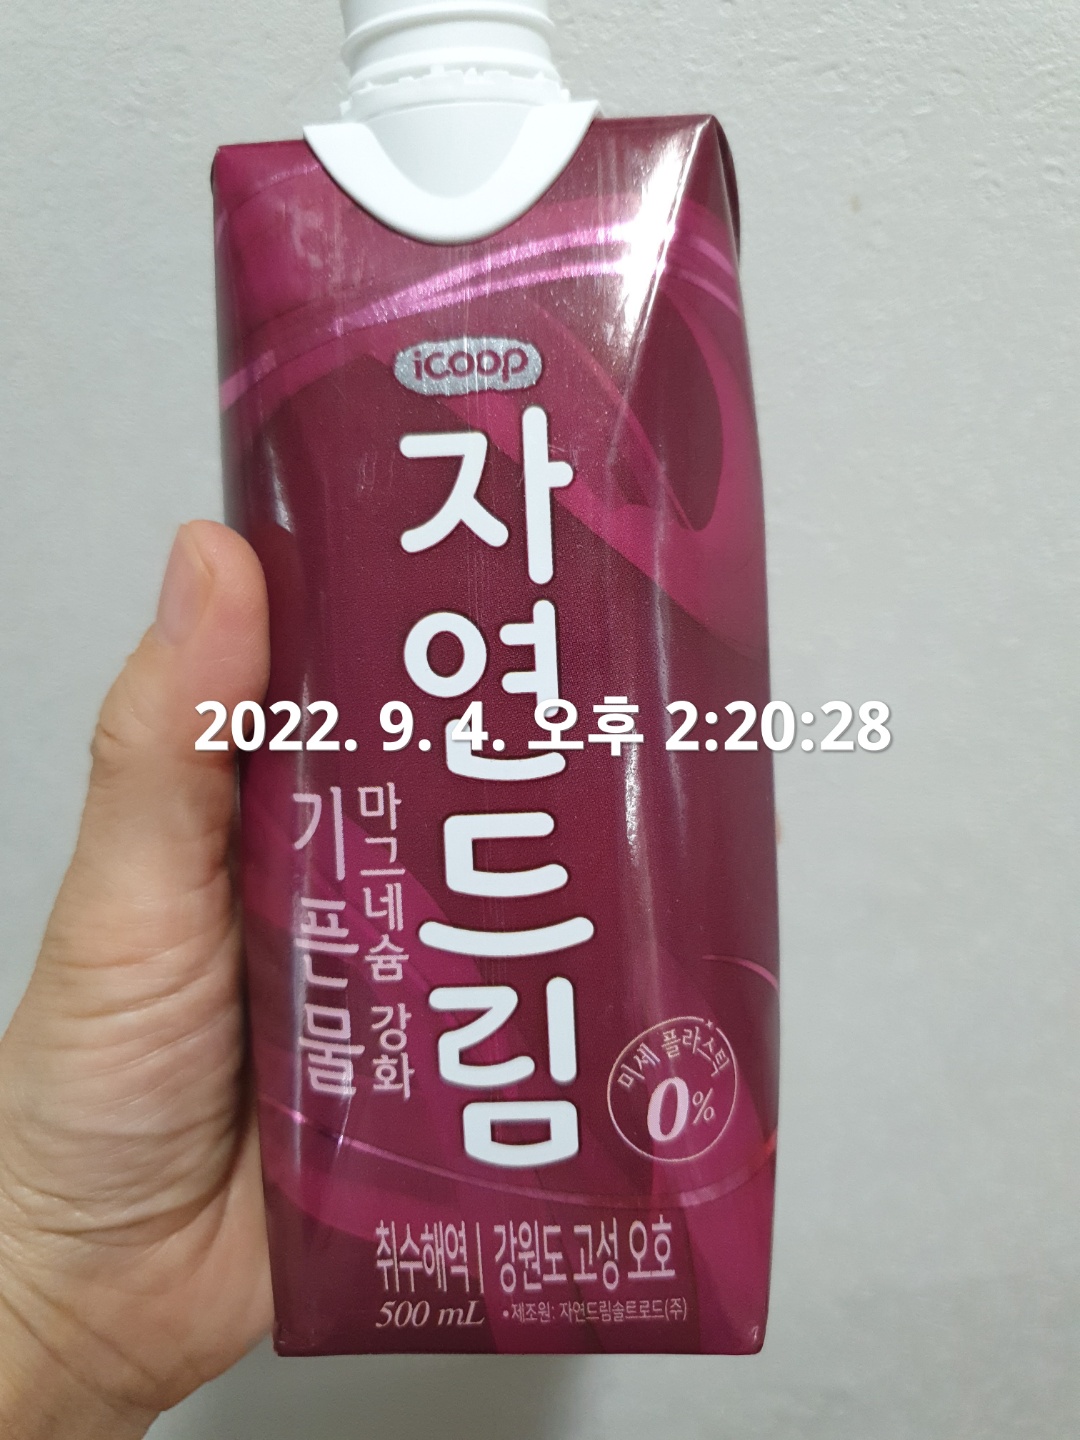 icoop
자연드림
2022. 9. 4. 오후 2:20:28
마그네슘 강화
기픈물
미세 플라스틱
0%
취수해역 | 강원도 고성 오호
500 mL •제조원: 자연드림솔트로드(주)